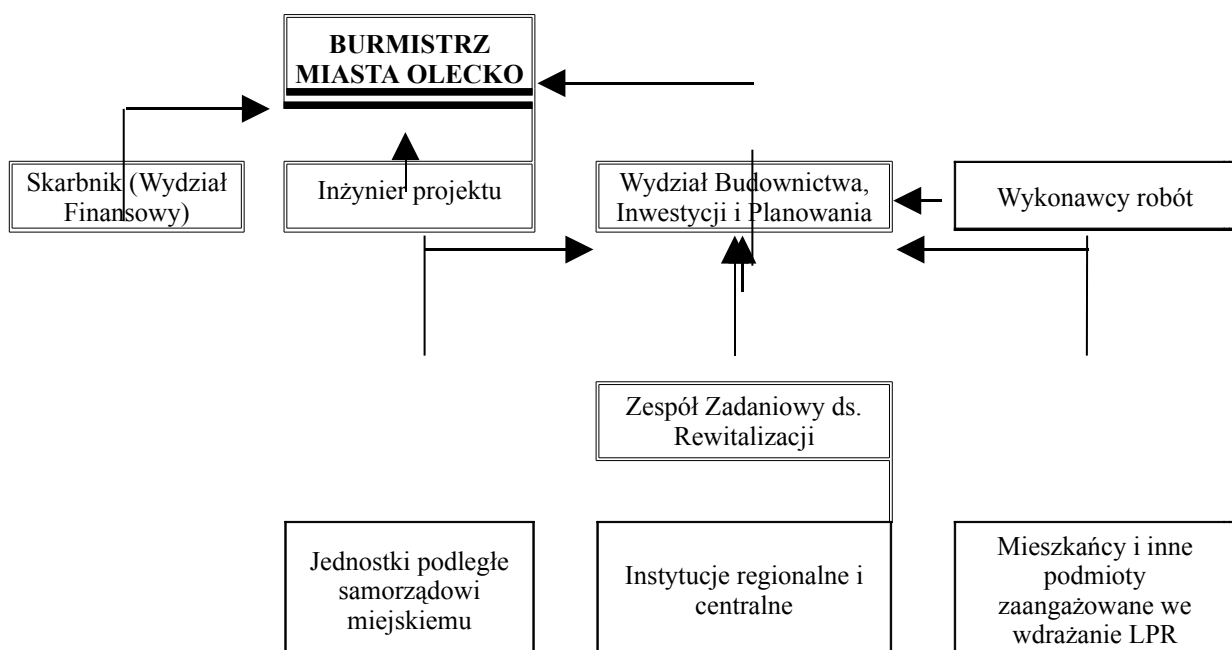 BURMISTRZ
MIASTA OLECKO
Skarbnik (Wydział
Finansowy)
Inżynier projektu
Wydział Budownictwa,
Inwestycji i Planowania
Wykonawcy robót
Zespół Zadaniowy ds.
Rewitalizacji
Jednostki podległe
samorządowi
miejskiemu
Instytucje regionalne i
centralne
Mieszkańcy i inne
podmioty
zaangażowane we
wdrażanie LPR